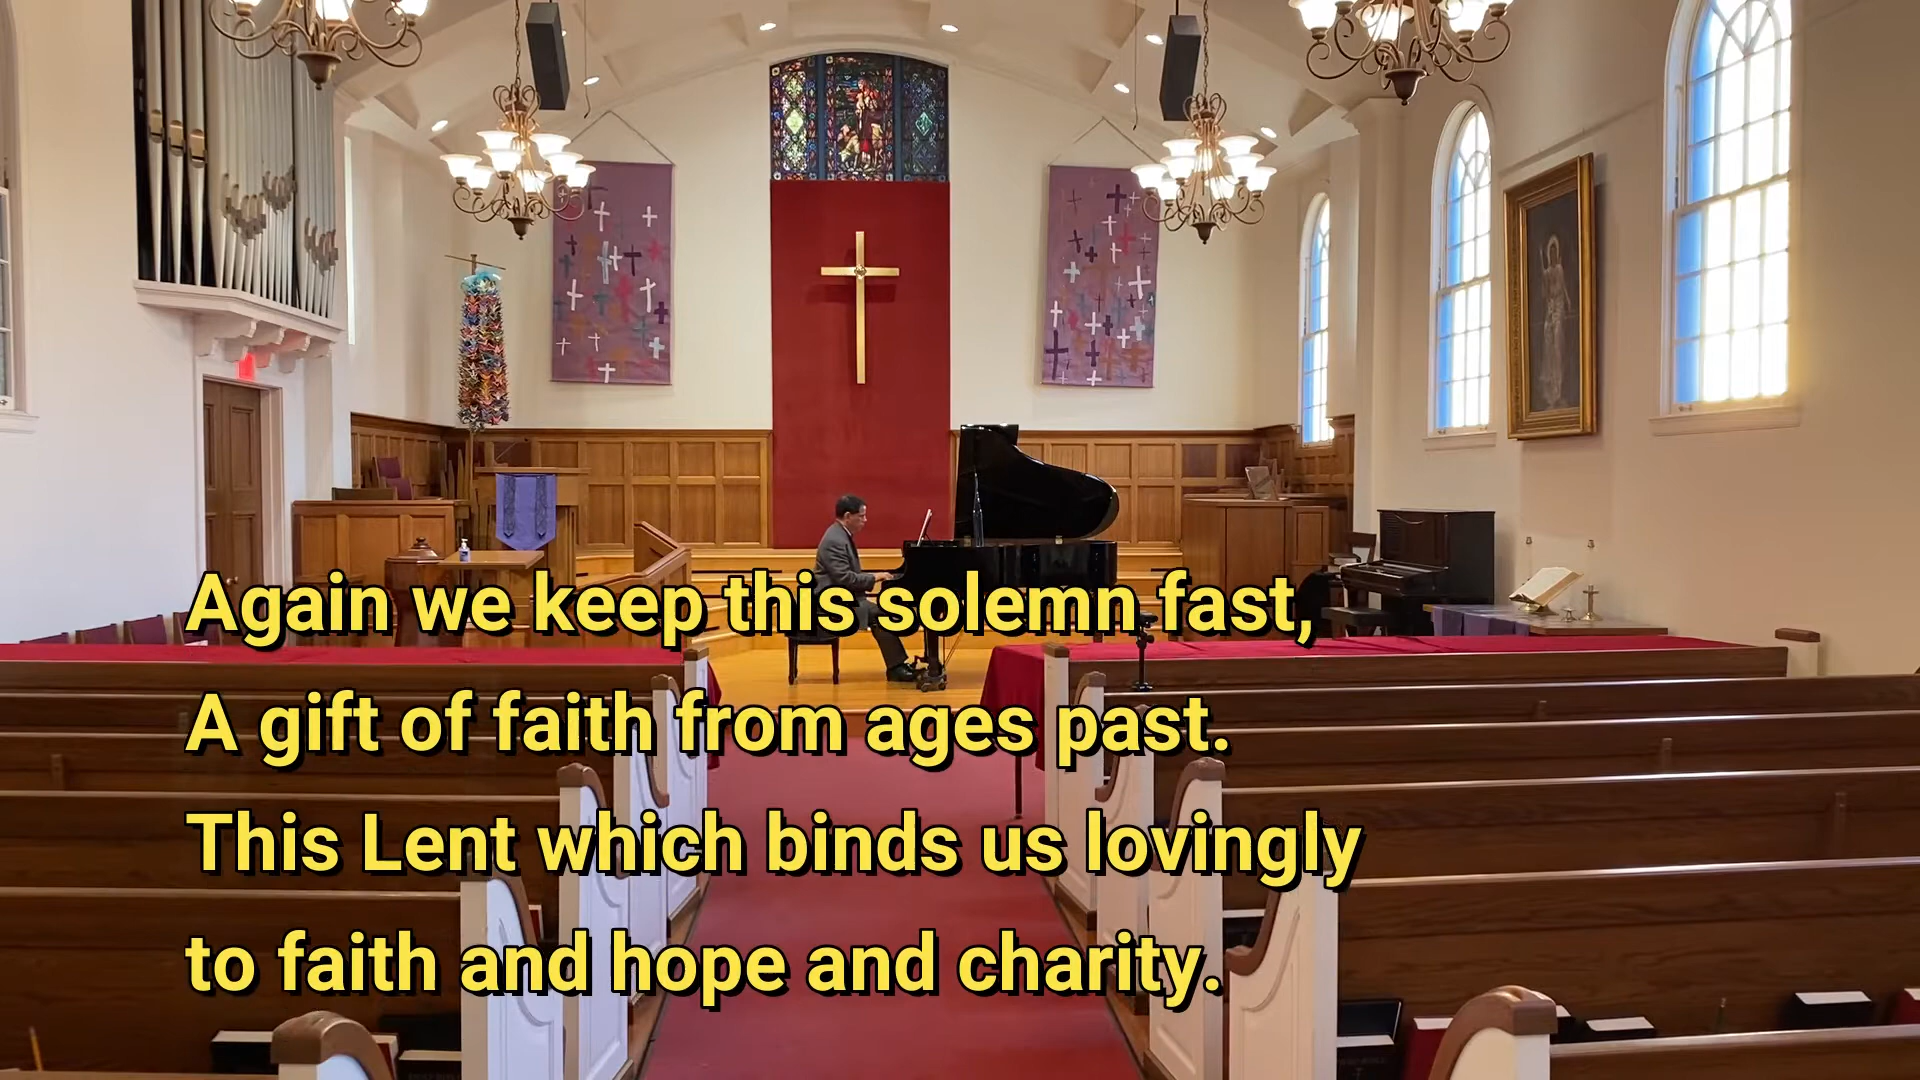 Again we keep this solemn fast,
A gift of faith from ages past.
This Lent which binds us lovingly
to faith and hope and charity.